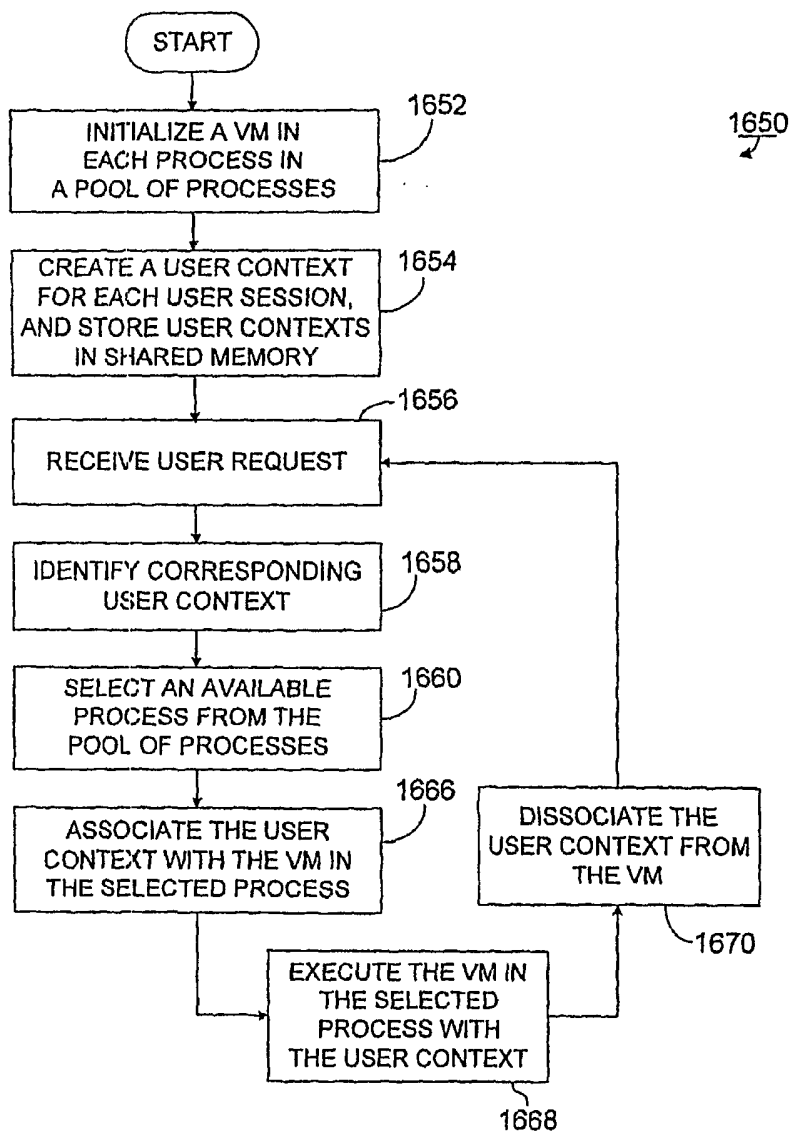 START
INITIALIZE A VM IN
EACH PROCESS IN
A POOL OF PROCESSES
1652
1650
CREATE A USER CONTEXT
FOR EACH USER SESSION,
AND STORE USER CONTEXTS
IN SHARED MEMORY
1654
RECEIVE USER REQUEST
1656
IDENTIFY CORRESPONDING
USER CONTEXT
1658
SELECT AN AVAILABLE
PROCESS FROM THE
POOL OF PROCESSES
1660
ASSOCIATE THE USER
CONTEXT WITH THE VM IN
THE SELECTED PROCESS
1666
EXECUTE THE VM IN
THE SELECTED
PROCESS WITH
THE USER CONTEXT
1668
DISSOCIATE THE
USER CONTEXT FROM
THE VM
1670